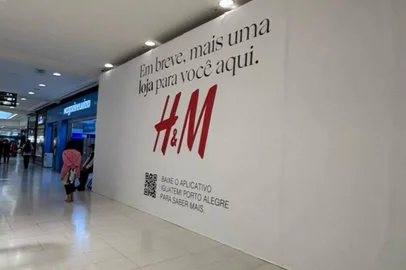 Em breve, mais uma
loja para você aqui.
H&M
BAIXE O APLICATIVO
IGUATEMI PORTO ALEGRE
PARA SABER MAIS.